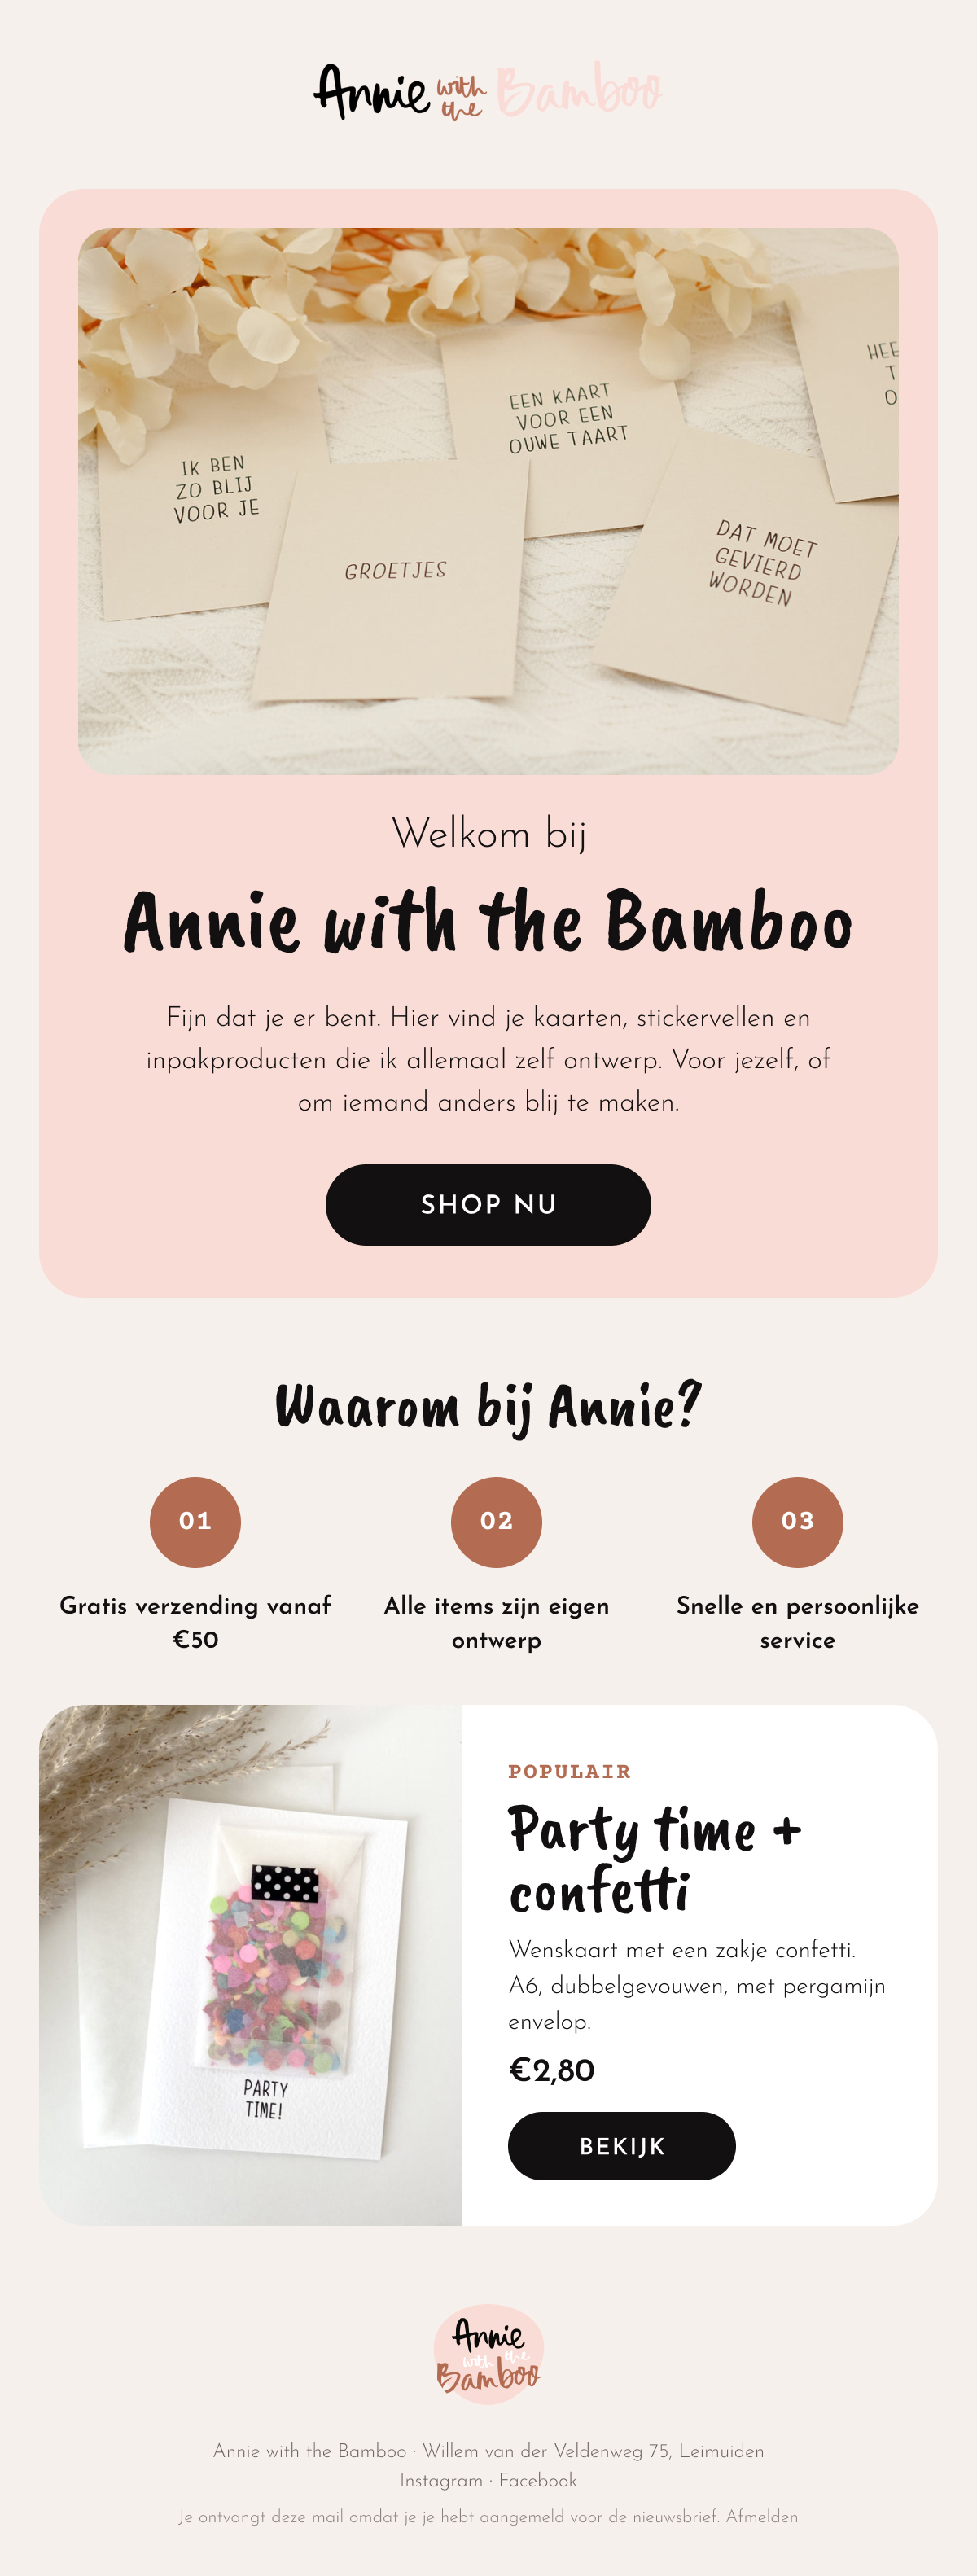 Annie with the Bamboo
IK BEN
ZO BLIJ
VOOR JE
GROETJES
EEN KAART
VOOR EEN
OUWE TAART
DAT MOET
GEVIERD
WORDEN
Welkom bij
Annie with the Bamboo
Fijn dat je er bent. Hier vind je kaarten, stickervellen en
inpakproducten die ik allemaal zelf ontwerp. Voor jezelf, of
om iemand anders blij te maken.
SHOP NU
Waarom bij Annie?
01
Gratis verzending vanaf
€50
02
Alle items zijn eigen
ontwerp
03
Snelle en persoonlijke
service
PARTY
TIME!
POPULAIR
Party time +
confetti
Wenskaart met een zakje confetti.
A6, dubbelgevouwen, met pergamijn
envelop.
€2,80
BEKIJK
Annie
with the
Bamboo
Annie with the Bamboo · Willem van der Veldenweg 75, Leimuiden
Instagram · Facebook
Je ontvangt deze mail omdat je je hebt aangemeld voor de nieuwsbrief. Afmelden